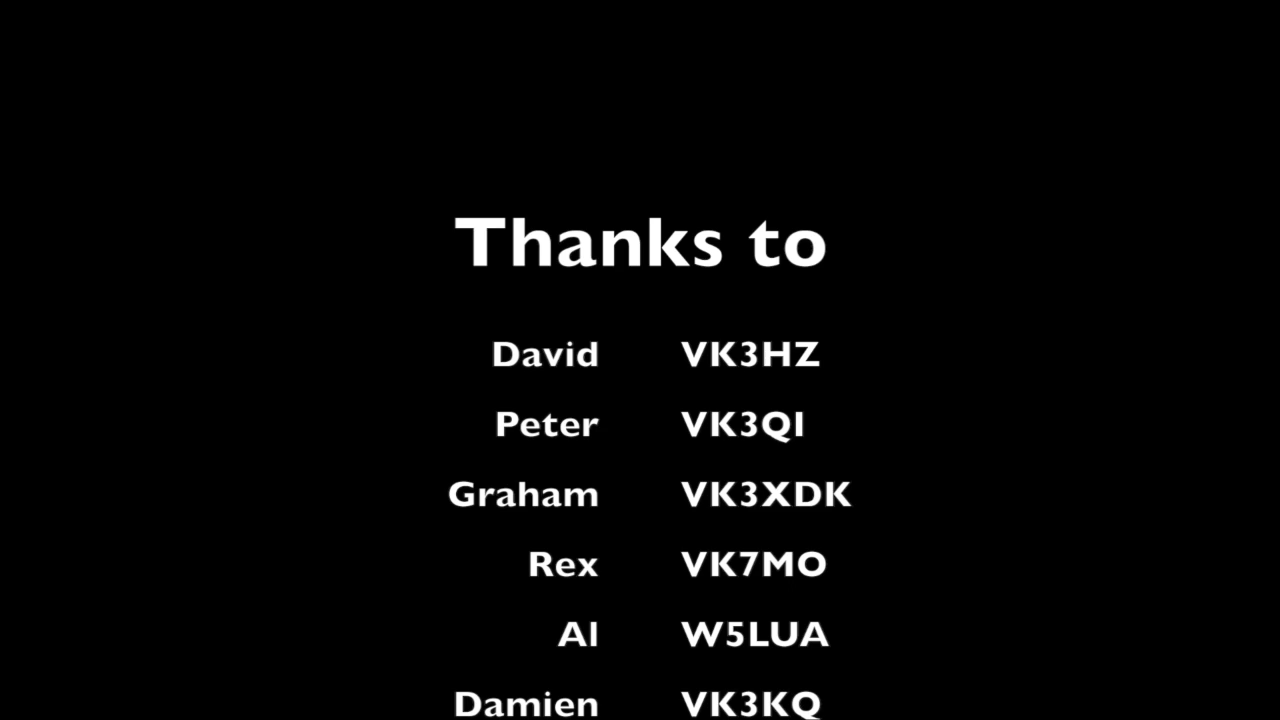 Thanks to
David VK3HZ
Peter VK3QI
Graham VK3XDK
Rex VK7MO
Al W5LUA
Damien VK3KQ